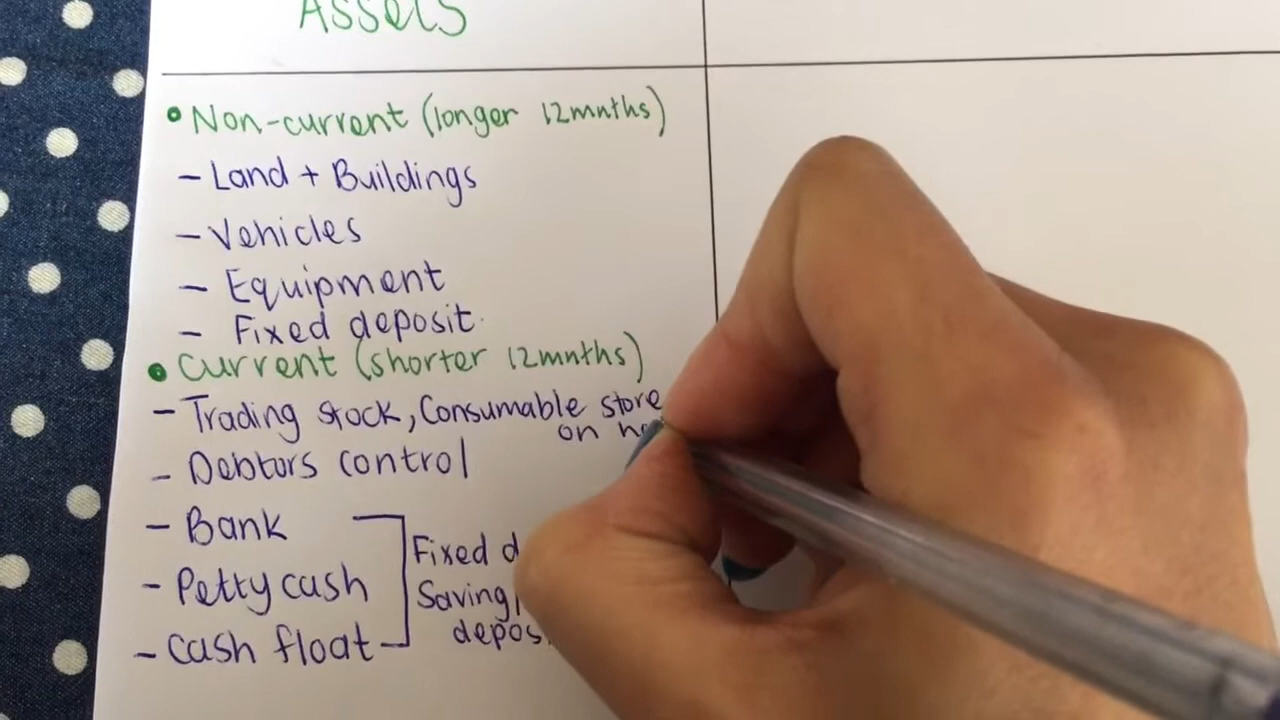 Assets
• Non-current (longer 12mnths)
- Land + Buildings
- Vehicles
- Equipment
- Fixed deposit.
• Current (shorter 12mnths)
- Trading stock, Consumable store
on
- Debtors control
- Bank
Fixed
- Petty cash
Saving
- Cash float